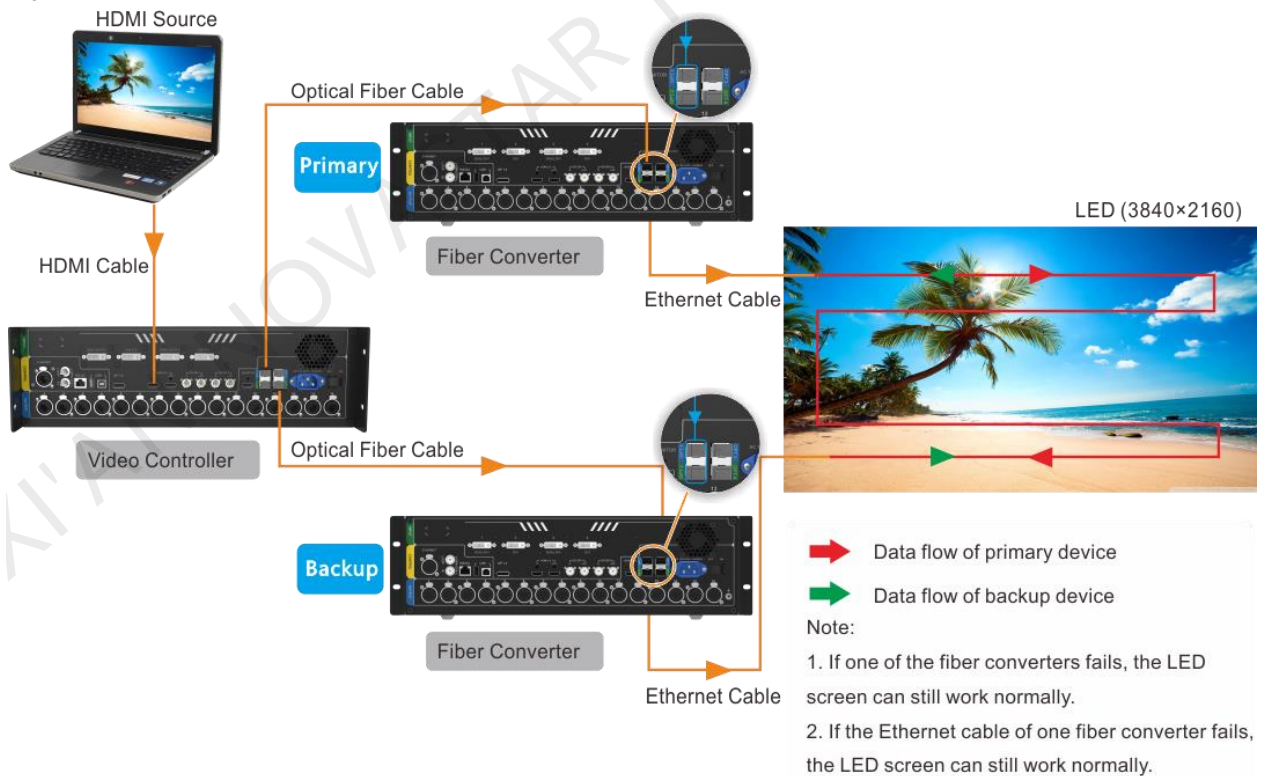 HDMI Source
Optical Fiber Cable
Primary
LED (3840×2160)
Fiber Converter
HDMI Cable
Ethernet Cable
Optical Fiber Cable
Video Controller
Backup
Data flow of primary device
Data flow of backup device
Note:
Fiber Converter
1. If one of the fiber converters fails, the LED
screen can still work normally.
Ethernet Cable
2. If the Ethernet cable of one fiber converter fails,
the LED screen can still work normally.